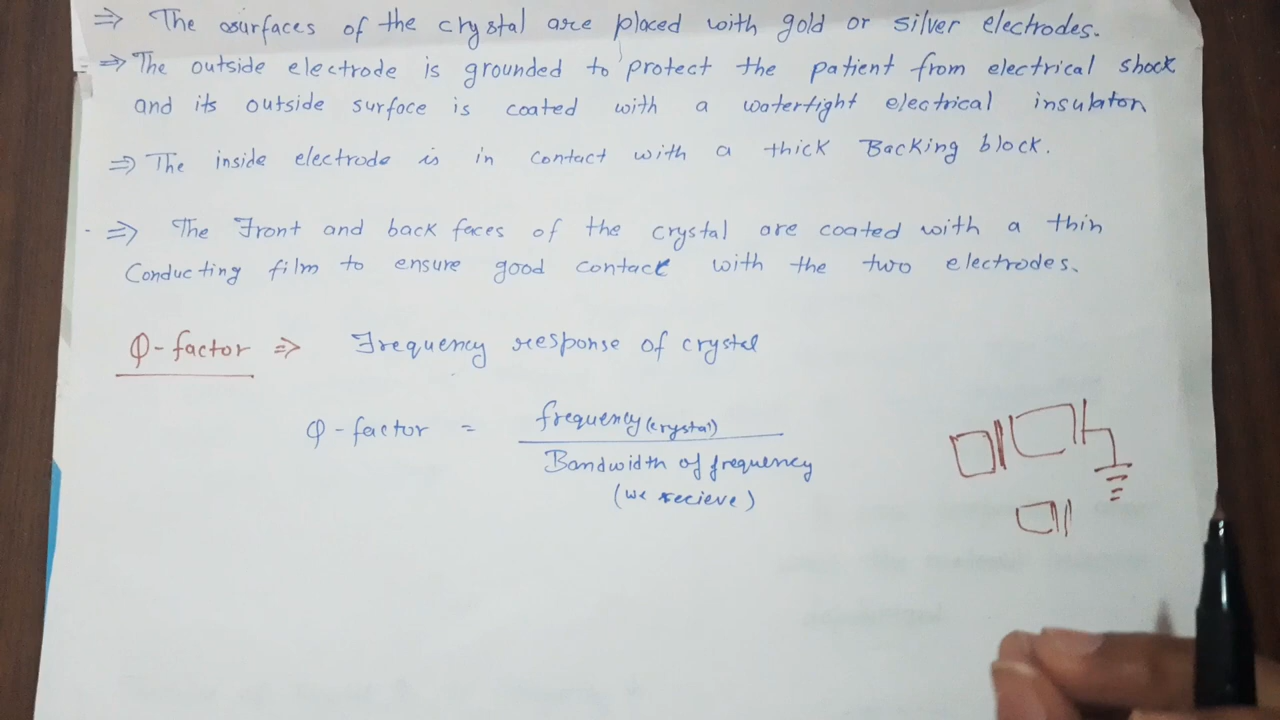 ⇒ The surfaces of the crystal are placed with gold or silver electrodes.
⇒ The outside electrode is grounded to protect the patient from electrical shock
and its outside surface is coated with a watertight electrical insulator
⇒ The inside electrode is in contact with a thick Backing block.
⇒ The Front and back faces of the crystal are coated with a thin
Conducting film to ensure good contact with the two electrodes.
Q-factor ⇒ Frequency response of crystal
Q-factor = frequency (crystal)
Bandwidth of frequency
(we recieve)